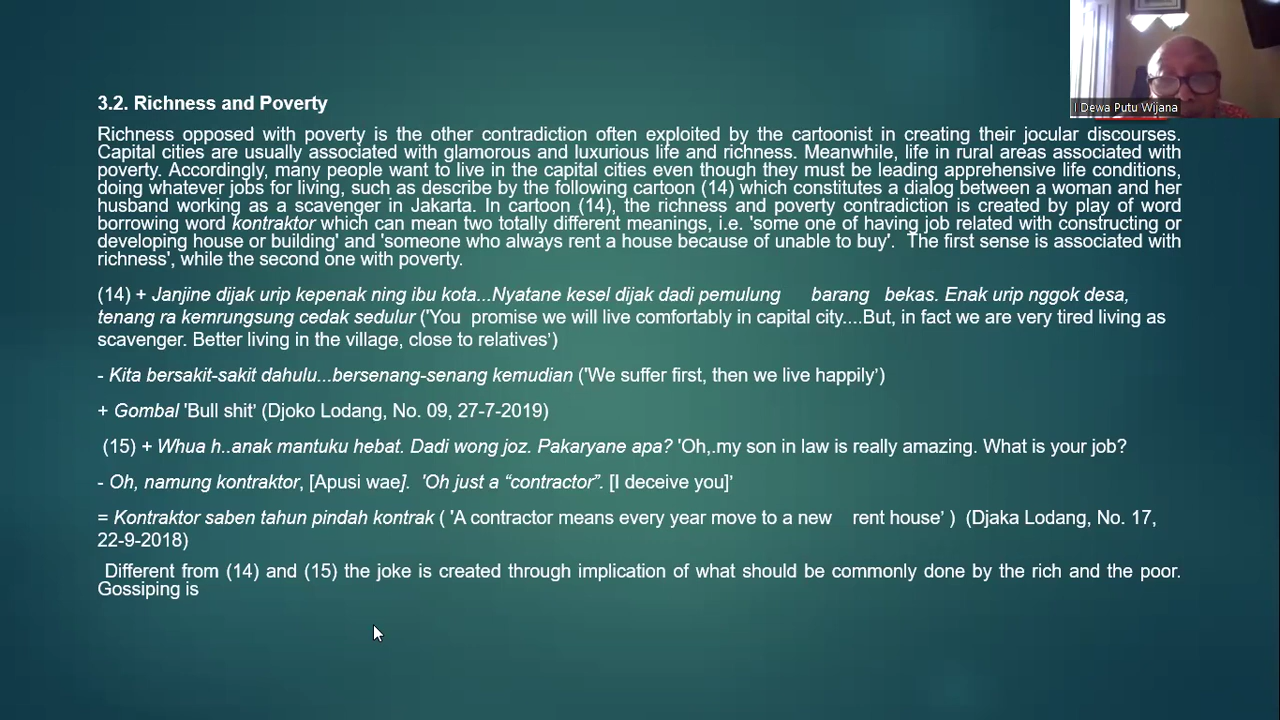 I Dewa Putu Wijana
3.2. Richness and Poverty
Richness opposed with poverty is the other contradiction often exploited by the cartoonist in creating their jocular discourses.
Capital cities are usually associated with glamorous and luxurious life and richness. Meanwhile, life in rural areas associated with
poverty. Accordingly, many people want to live in the capital cities even though they must be leading apprehensive life conditions,
doing whatever jobs for living, such as describe by the following cartoon (14) which constitutes a dialog between a woman and her
husband working as a scavenger in Jakarta. In cartoon (14), the richness and poverty contradiction is created by play of word
borrowing word kontraktor which can mean two totally different meanings, i.e. 'some one of having job related with constructing or
developing house or building' and 'someone who always rent a house because of unable to buy'. The first sense is associated with
richness', while the second one with poverty.
(14) + Janjine dijak urip kepenak ning ibu kota...Nyatane kesel dijak dadi pemulung barang bekas. Enak urip nggok desa,
tenang ra kemrungsung cedak sedulur ('You promise we will live comfortably in capital city....But, in fact we are very tired living as
scavenger. Better living in the village, close to relatives’)
- Kita bersakit-sakit dahulu...bersenang-senang kemudian ('We suffer first, then we live happily’)
+ Gombal 'Bull shit’ (Djoko Lodang, No. 09, 27-7-2019)
(15) + Whua h..anak mantuku hebat. Dadi wong joz. Pakaryane apa? 'Oh,.my son in law is really amazing. What is your job?
- Oh, namung kontraktor, [Apusi wae]. 'Oh just a “contractor”. [I deceive you]’
= Kontraktor saben tahun pindah kontrak ( 'A contractor means every year move to a new rent house’ ) (Djaka Lodang, No. 17,
22-9-2018)
Different from (14) and (15) the joke is created through implication of what should be commonly done by the rich and the poor.
Gossiping is